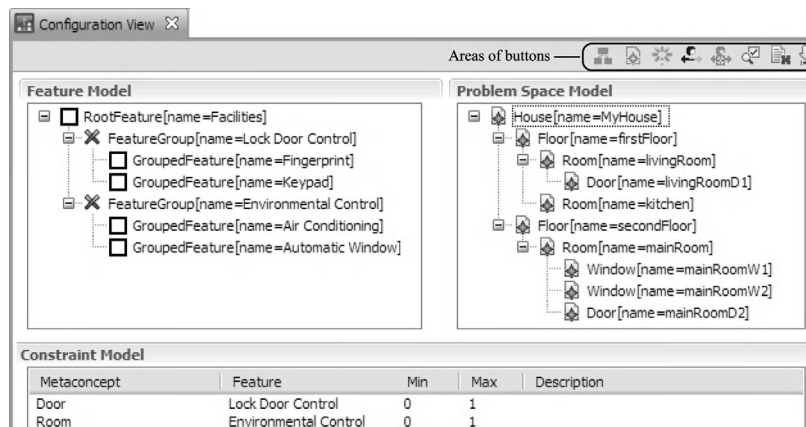 Configuration View
Areas of buttons
Feature Model
RootFeature[name=Facilities]
FeatureGroup[name=Lock Door Control]
GroupedFeature[name=Fingerprint]
GroupedFeature[name=Keypad]
FeatureGroup[name=Environmental Control]
GroupedFeature[name=Air Conditioning]
GroupedFeature[name=Automatic Window]
Problem Space Model
House[name=MyHouse]
Floor[name=firstFloor]
Room[name=livingRoom]
Door[name=livingRoomD1]
Room[name=kitchen]
Floor[name=secondFloor]
Room[name=mainRoom]
Window[name=mainRoomW1]
Window[name=mainRoomW2]
Door[name=mainRoomD2]
Constraint Model
Metaconcept Feature Min Max Description
Door Lock Door Control 0 1
Room Environmental Control 0 1